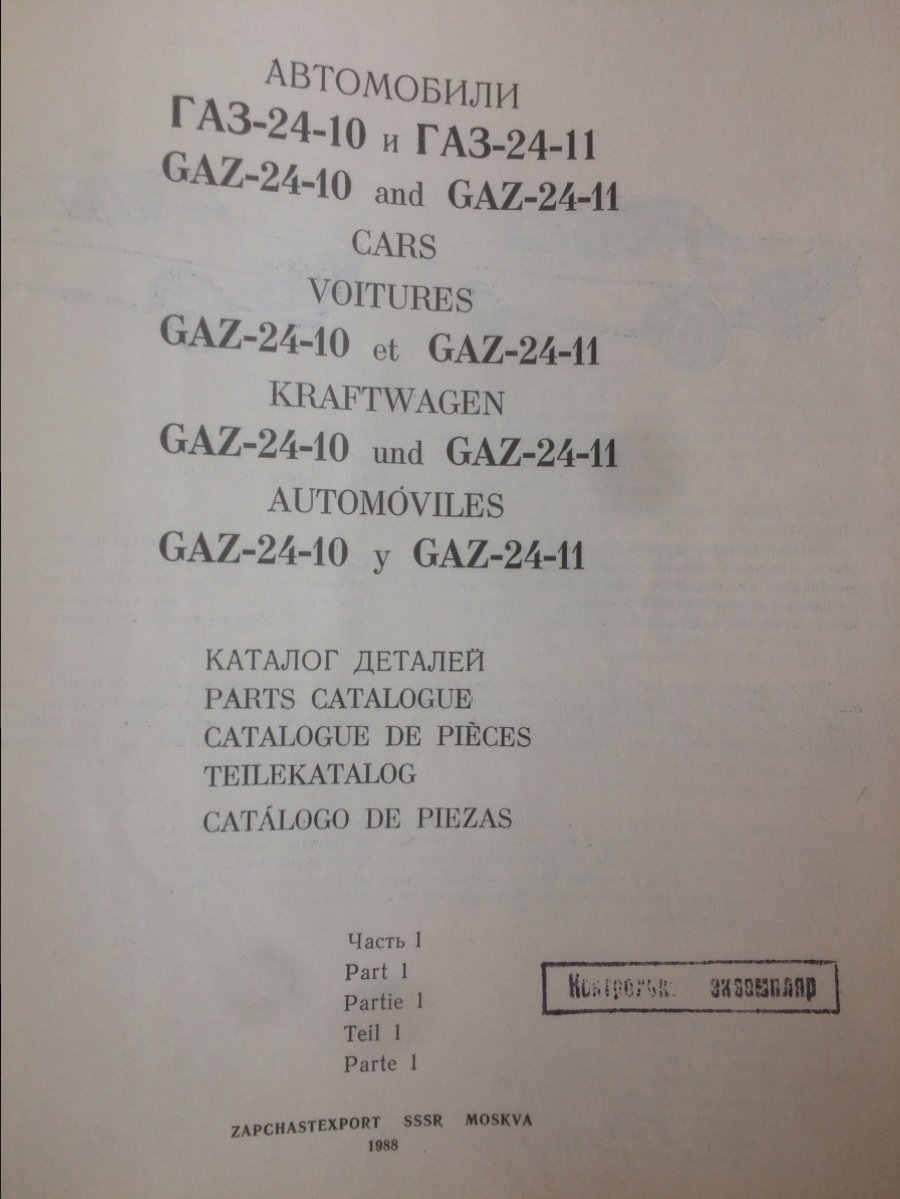 АВТОМОБИЛИ
ГАЗ-24-10 и ГАЗ-24-11
GAZ-24-10 and GAZ-24-11
CARS
VOITURES
GAZ-24-10 et GAZ-24-11
KRAFTWAGEN
GAZ-24-10 und GAZ-24-11
AUTOMÓVILES
GAZ-24-10 y GAZ-24-11
КАТАЛОГ ДЕТАЛЕЙ
PARTS CATALOGUE
CATALOGUE DE PIÈCES
TEILEKATALOG
CATÁLOGO DE PIEZAS
Часть 1
Part 1
Partie 1
Teil 1
Parte 1
экземпляр
ZAPCHASTEXPORT SSSR MOSKVA
1988